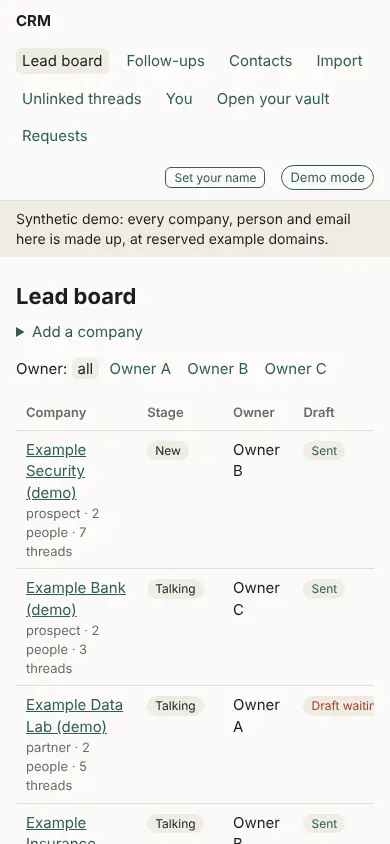 CRM
Lead board Follow-ups Contacts Import
Unlinked threads You Open your vault
Requests
Set your name Demo mode
Synthetic demo: every company, person and email
here is made up, at reserved example domains.
Lead board
Add a company
Owner: all Owner A Owner B Owner C
Company Stage Owner Draft
Example New Owner Sent
Security B
(demo)
prospect · 2
people · 7
threads
Example Bank Talking Owner Sent
(demo) C
prospect · 2
people · 3
threads
Example Data Talking Owner Draft
Lab (demo) A
partner · 2
people · 5
threads
Example Talking Owner Sent